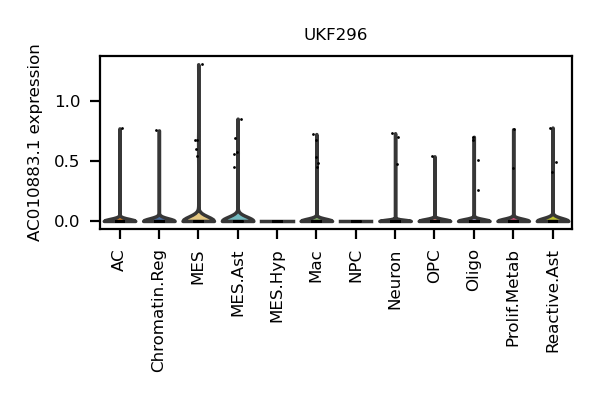 UKF296
AC010883.1 expression
1.0
0.5
0.0
AC
Chromatin.Reg
MES
MES.Ast
MES.Hyp
Mac
NPC
Neuron
OPC
Oligo
Prolif.Metab
Reactive.Ast